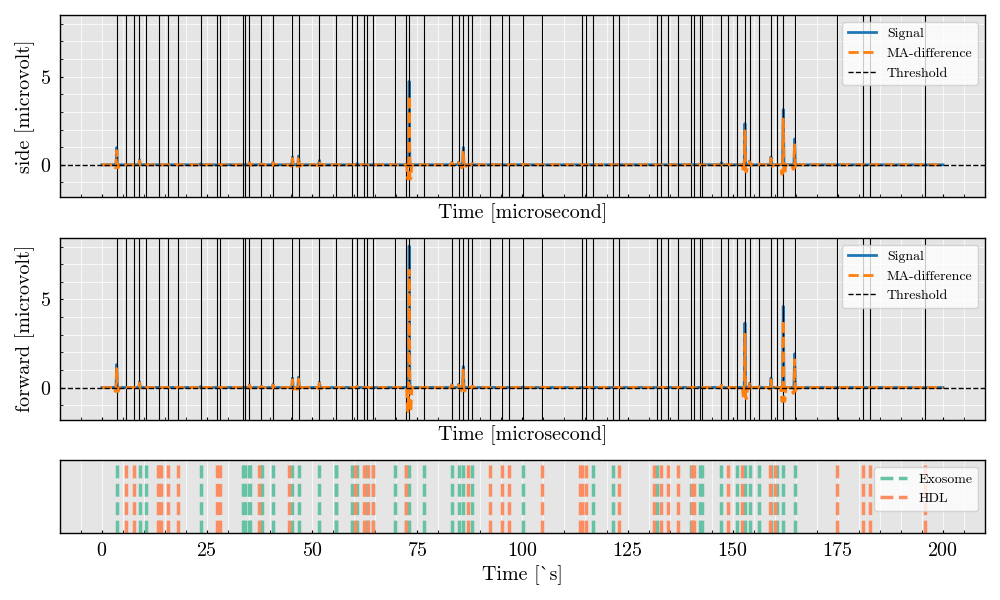 side [microvolt]
5
0
Signal
MA-difference
Threshold
Time [microsecond]
forward [microvolt]
5
0
Signal
MA-difference
Threshold
Time [microsecond]
Exosome
HDL
0 25 50 75 100 125 150 175 200
Time [`s]